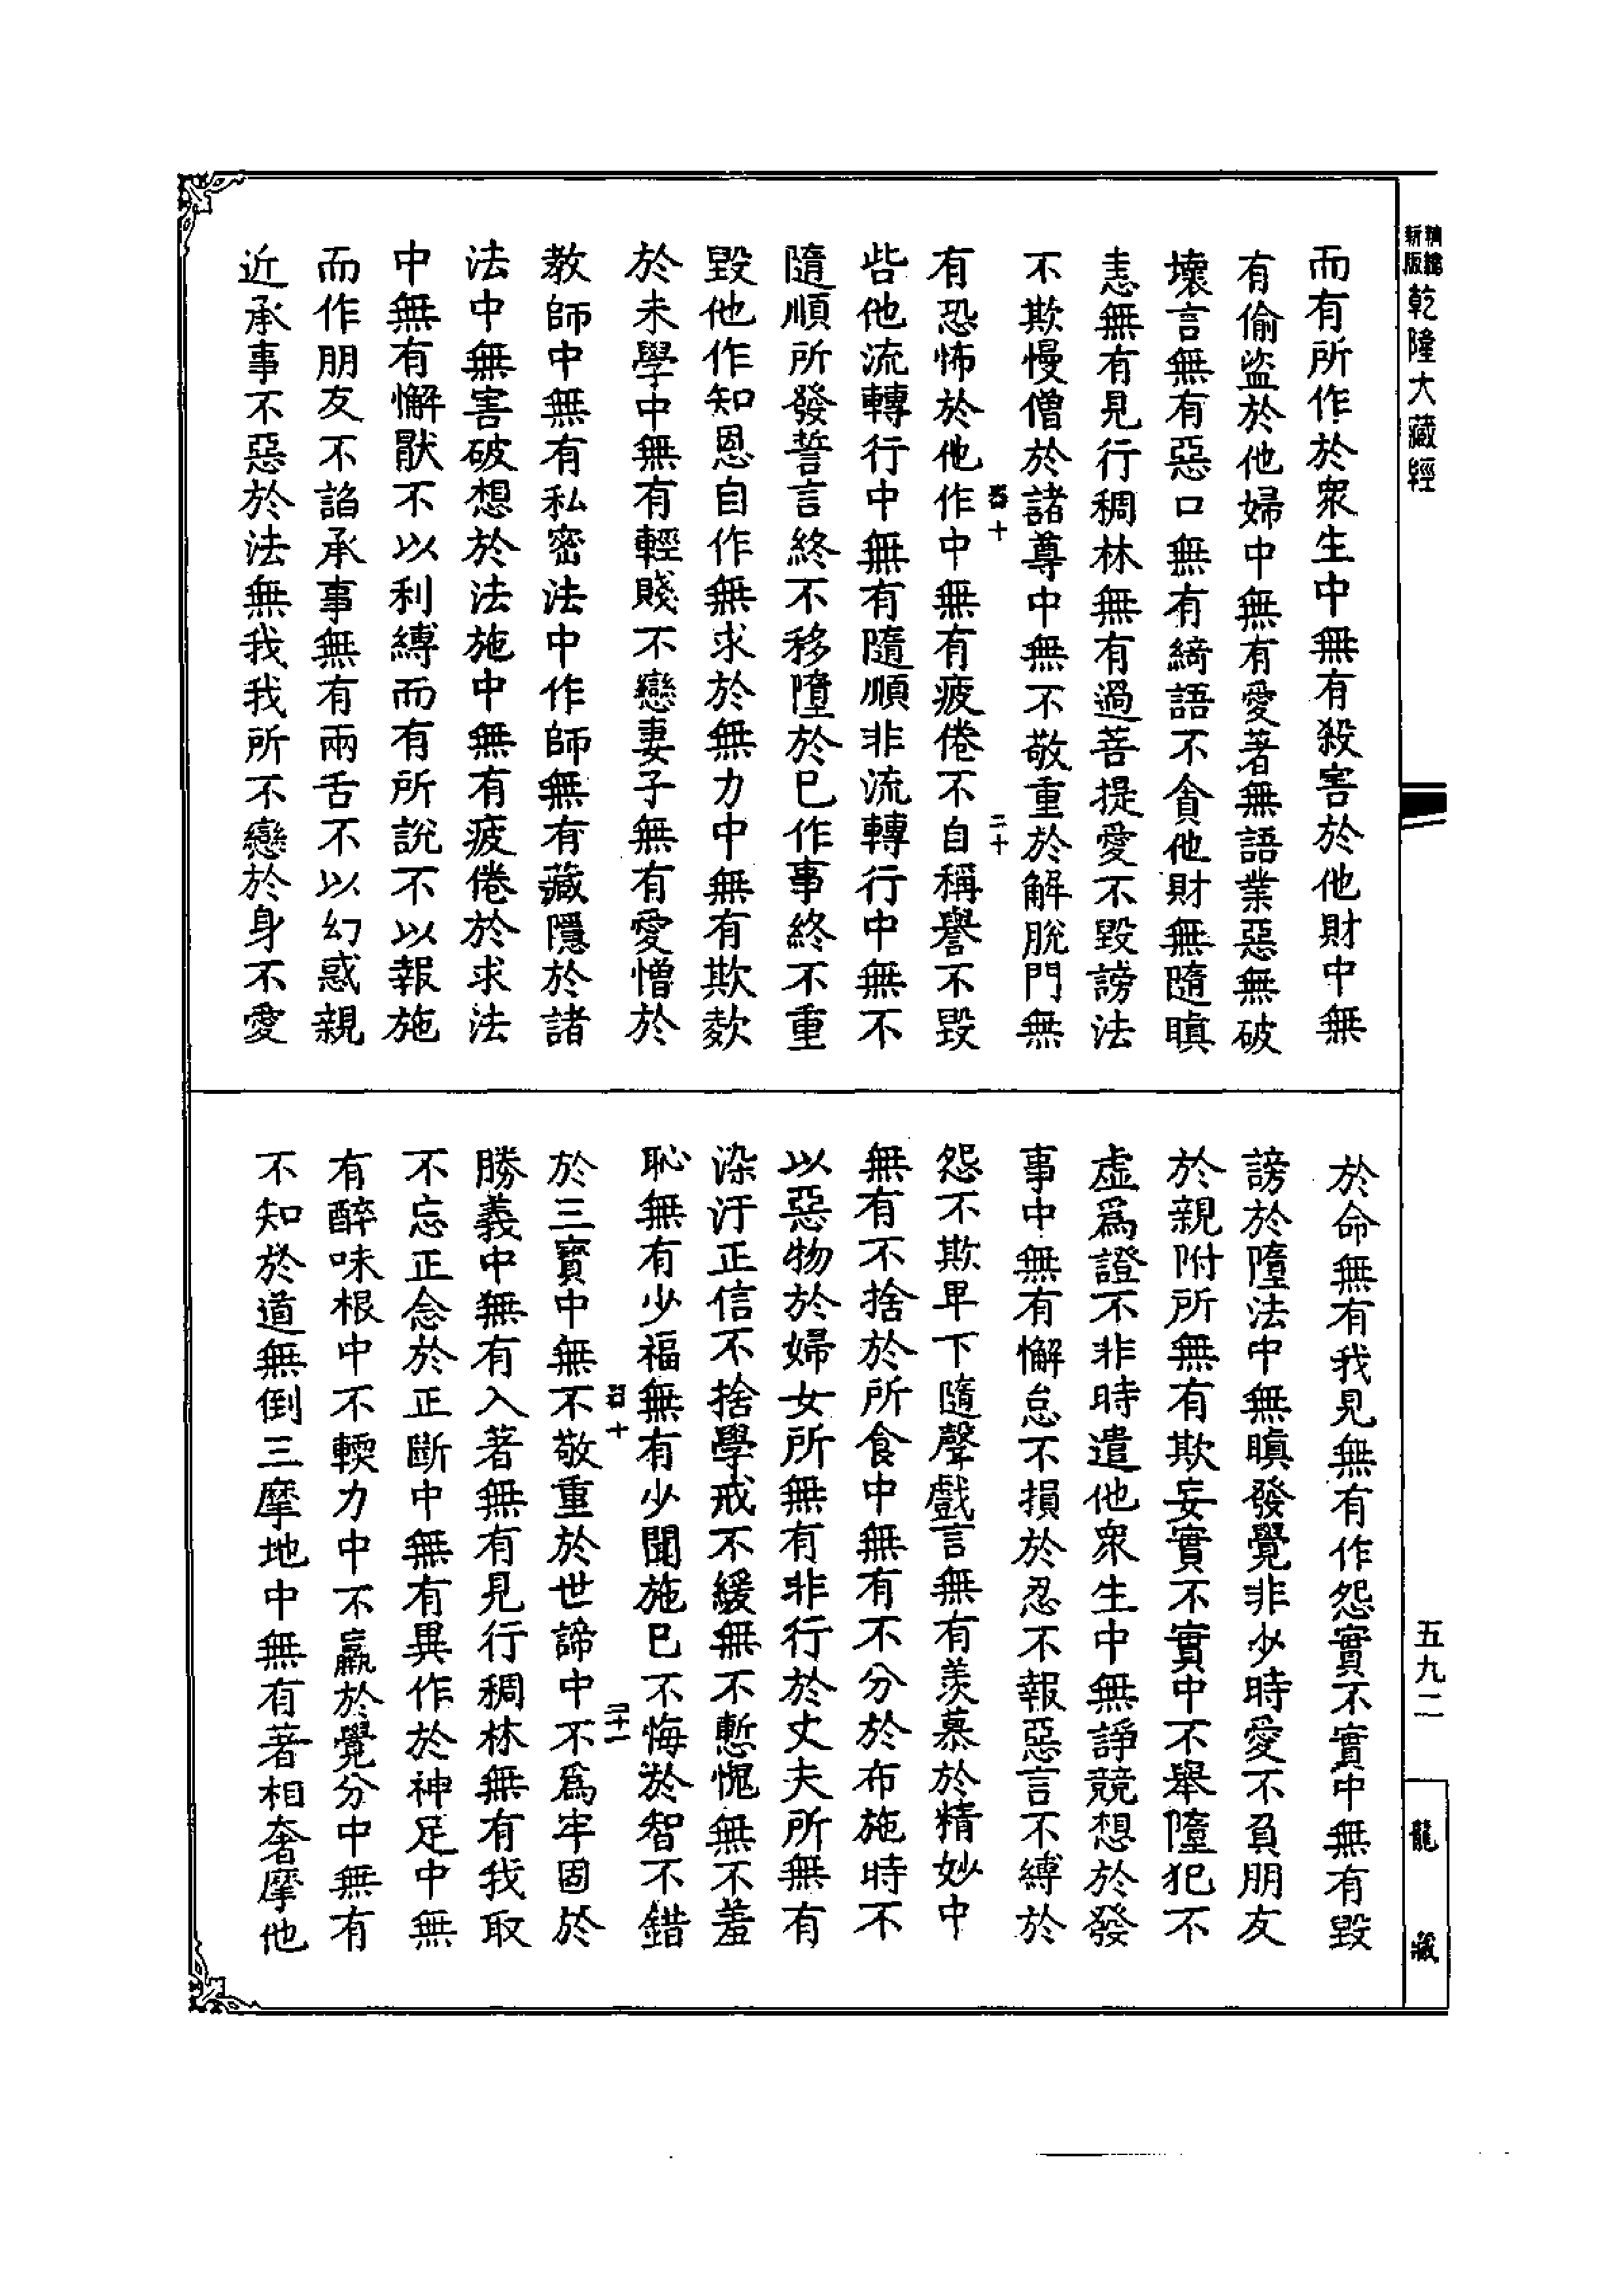 新版
精縮
乾隆大藏經
而有所作於衆生中無有殺害於他財中無
有偷盜於他婦中無有愛著無語業惡無破
壞言無有惡口無有綺語不貪他財無隨瞋
恚無有見行稠林無有過菩提愛不毀謗法
不欺慢僧於諸尊中無不敬重於解脫門無
有恐怖於他作中無有疲倦不自稱譽不毀
呰他流轉行中無有隨順非流轉行中無不
隨順所發誓言終不移墮於已作事終不重
毀他作知恩自作無求於無力中無有欺欻
於未學中無有輕賤不戀妻子無有愛憎於
教師中無有私密法中作師無有藏隱於諸
法中無害破想於法施中無有疲倦於求法
中無有懈猒不以利縛而有所說不以報施
而作朋友不諂承事無有兩舌不以幻惑親
近承事不惡於法無我我所不戀於身不愛
二十
於命無有我見無有作怨實不實中無有毀
謗於墮法中無瞋發覺非少時愛不負朋友
於親附所無有欺妄實不實中不舉墮犯不
虛爲證不非時遣他衆生中無諍競想於發
事中無有懈怠不損於忍不報惡言不縛於
怨不欺卑下隨聲戲言無有羨慕於精妙中
無有不捨於所食中無有不分於布施時不
以惡物於婦女所無有非行於丈夫所無有
染汙正信不捨學戒不緩無不慙愧無不羞
恥無有少福無有少聞施已不悔於智不錯
於三寶中無不敬重於世諦中不爲牢固於
勝義中無有入著無有見行稠林無有我取
不忘正念於正斷中無有異作於神足中無
有醉味根中不輭力中不羸於覺分中無有
不知於道無倒三摩地中無有著相奢摩他
二十一
五九二
龍藏